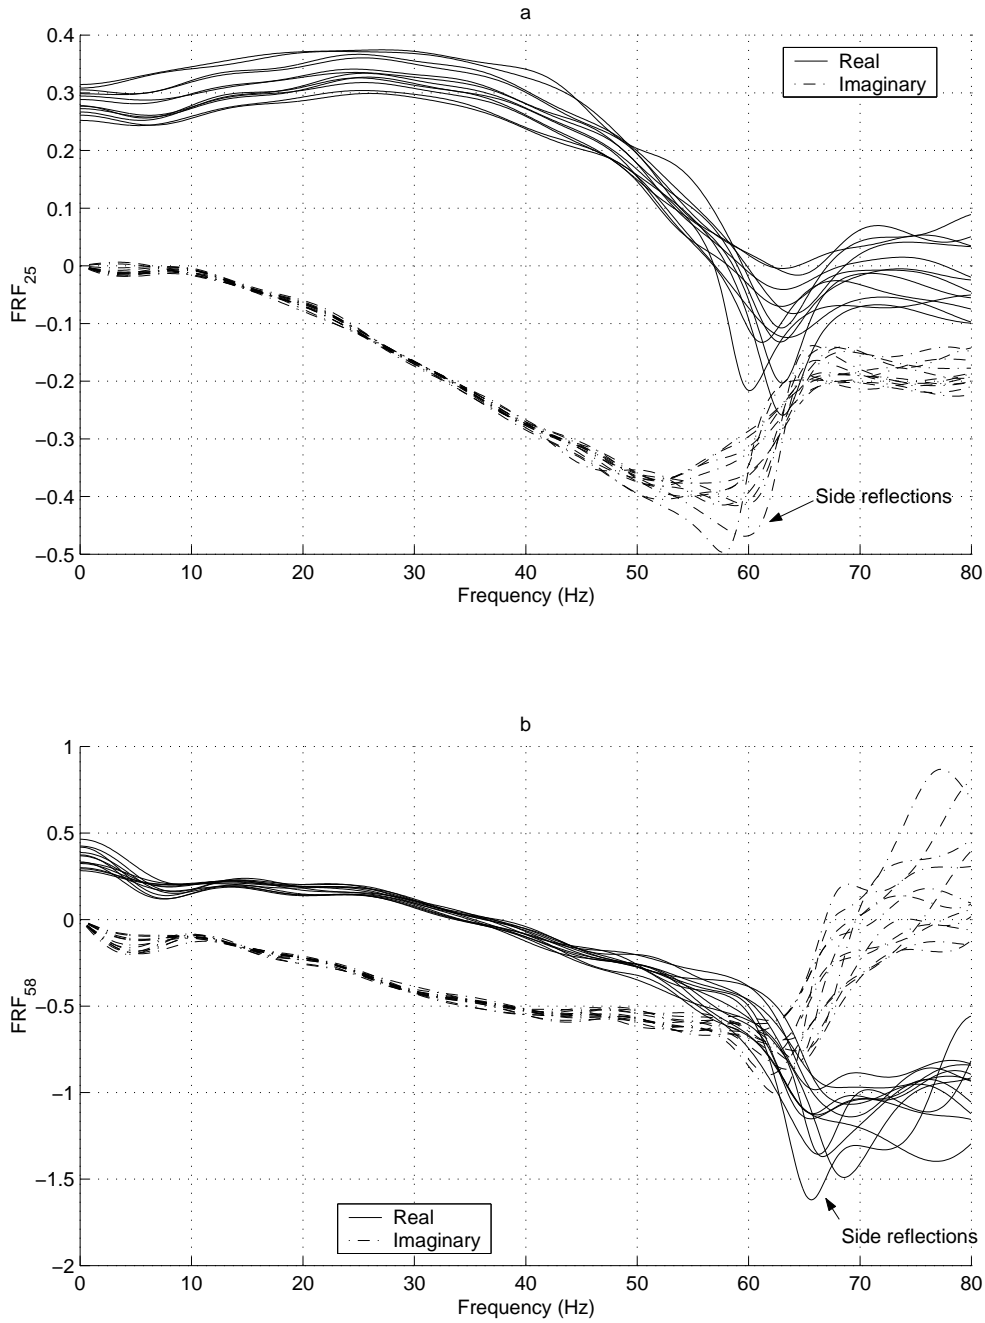 a
0.4
0.3
0.2
0.1
0
−0.1
−0.2
−0.3
−0.4
−0.5
FRF25
Real
Imaginary
Side reflections
0 10 20 30 40 50 60 70 80
Frequency (Hz)
b
1
0.5
0
−0.5
−1
−1.5
−2
FRF58
Real
Imaginary
Side reflections
0 10 20 30 40 50 60 70 80
Frequency (Hz)